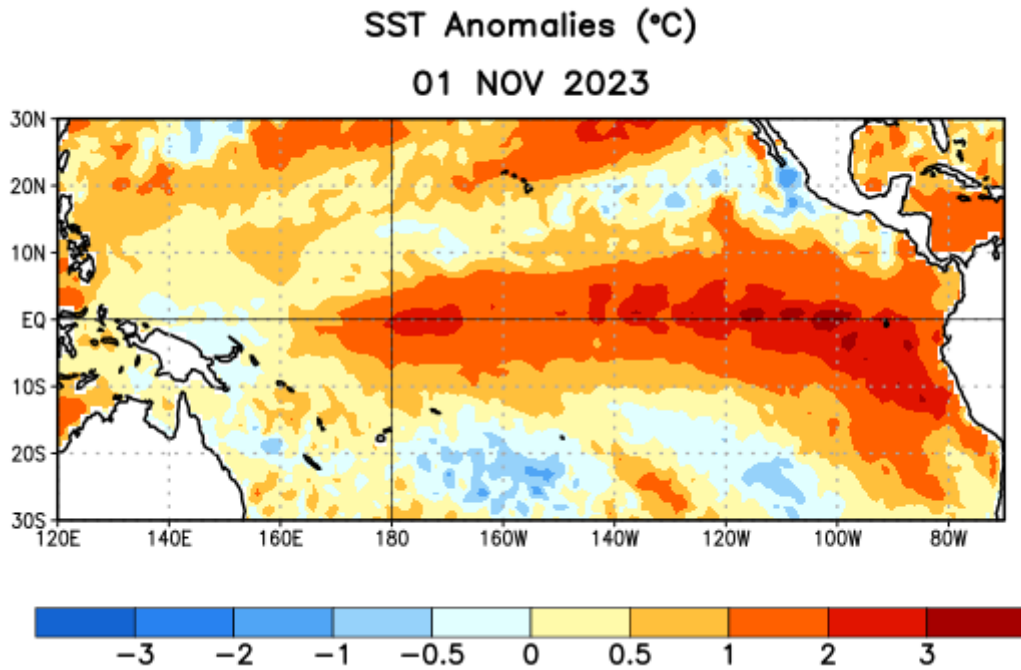 SST Anomalies (°C)
01 NOV 2023
30N
20N
10N
EQ
10S
20S
30S
120E 140E 160E 180 160W 140W 120W 100W 80W
-3 -2 -1 -0.5 0 0.5 1 2 3